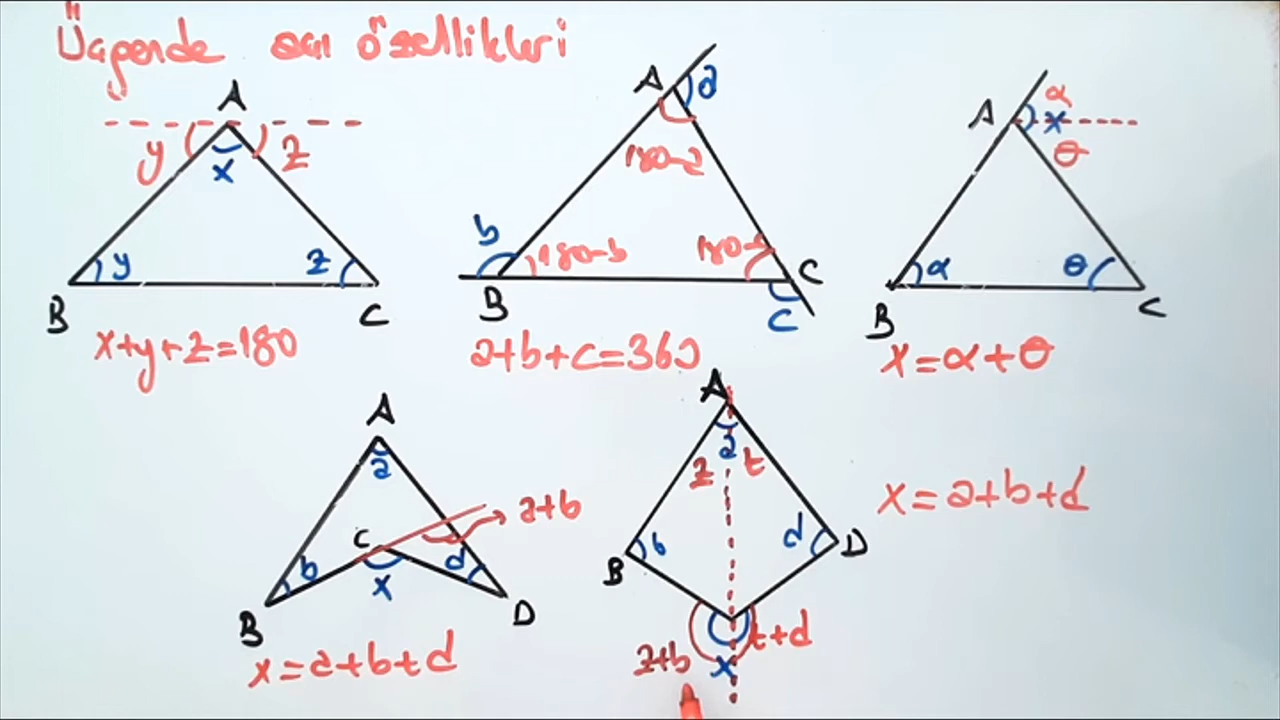 Üçgende açı özellikleri
A
y x z
y z
B C
x+y+z=180
A a
180-a
b 180-b 180-c
B C
c
a+b+c=360
A α
x
θ
α θ
B C
x=α+θ
A
a
a+b
C
b x d
B D
x=a+b+d
A
a
z t
b d
B D
z+b x t+d
x=a+b+d